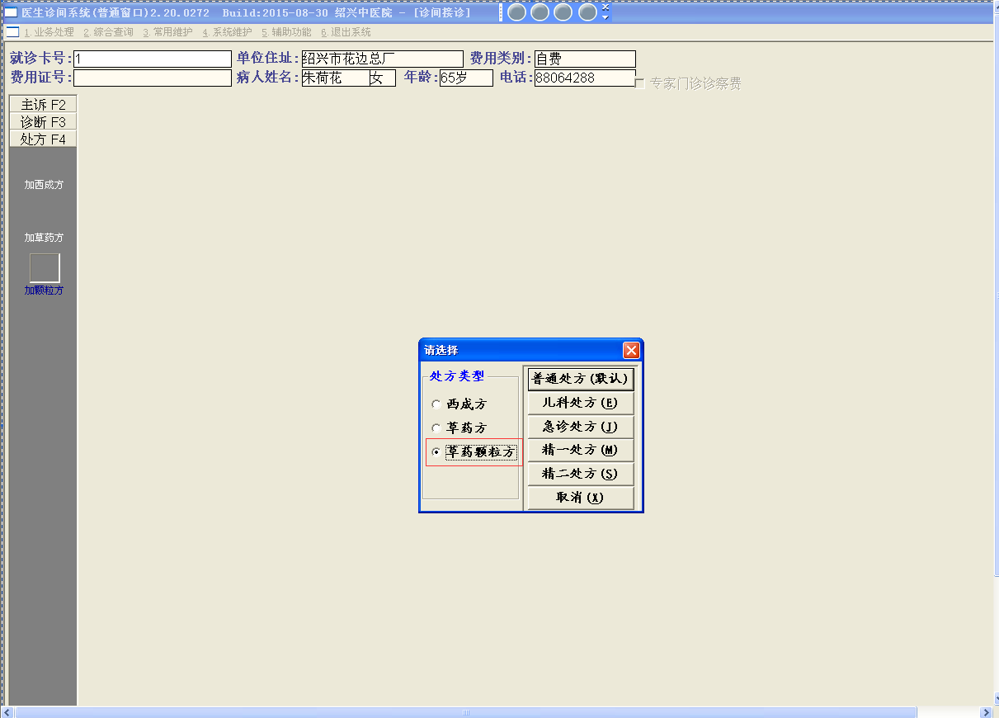 医生诊间系统(普通窗口)2.20.0272  Build:2015-08-30 绍兴中医院 - [诊间接诊]
1.业务处理 2.综合查询 3.常用维护 4.系统维护 5.辅助功能 6.退出系统
就诊卡号:1 单位住址:绍兴市花边总厂 费用类别:自费
费用证号: 病人姓名:朱荷花 女 年龄:65岁 电话:88064288 专家门诊诊察费
主诉 F2
诊断 F3
处方 F4
加西成方
加草药方
加颗粒方
请选择
处方类型
西成方
草药方
草药颗粒方
普通处方(默认)
儿科处方(E)
急诊处方(J)
精一处方(M)
精二处方(S)
取消(X)